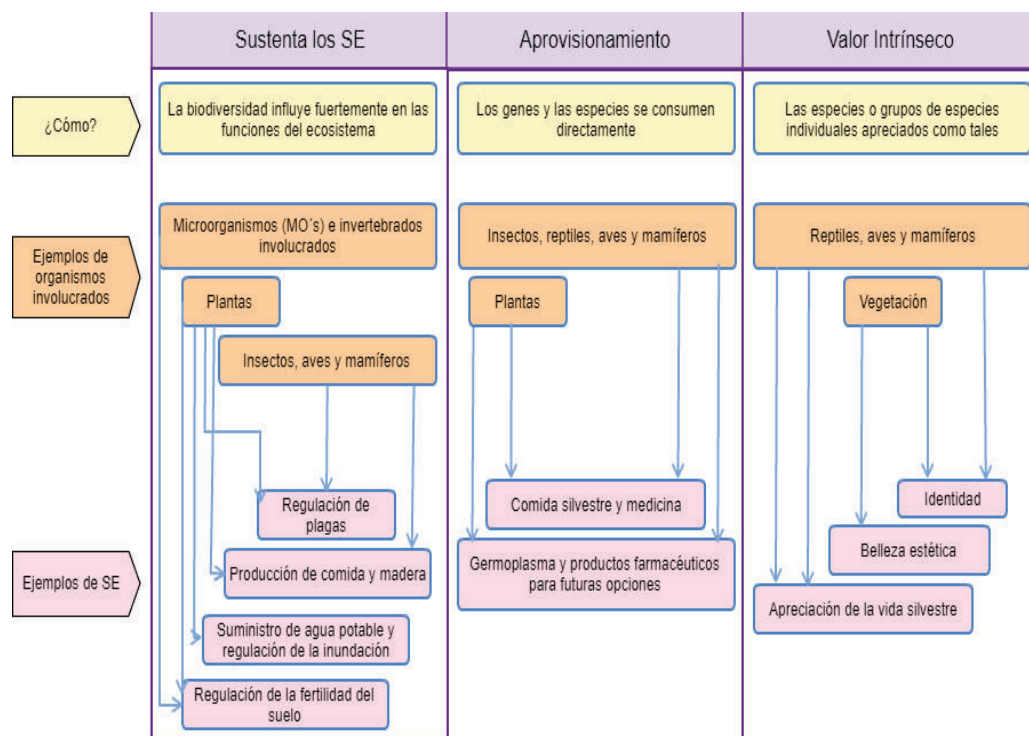 Sustenta los SE
Aprovisionamiento
Valor Intrínseco
¿Cómo?
La biodiversidad influye fuertemente en las
funciones del ecosistema
Los genes y las especies se consumen
directamente
Las especies o grupos de especies
individuales apreciados como tales
Ejemplos de
organismos
involucrados
Microorganismos (MO´s) e invertebrados
involucrados
Plantas
Insectos, aves y mamíferos
Insectos, reptiles, aves y mamíferos
Plantas
Reptiles, aves y mamíferos
Vegetación
Ejemplos de SE
Regulación de
plagas
Producción de comida y madera
Suministro de agua potable y
regulación de la inundación
Regulación de la fertilidad del
suelo
Comida silvestre y medicina
Germoplasma y productos farmacéuticos
para futuras opciones
Identidad
Belleza estética
Apreciación de la vida silvestre